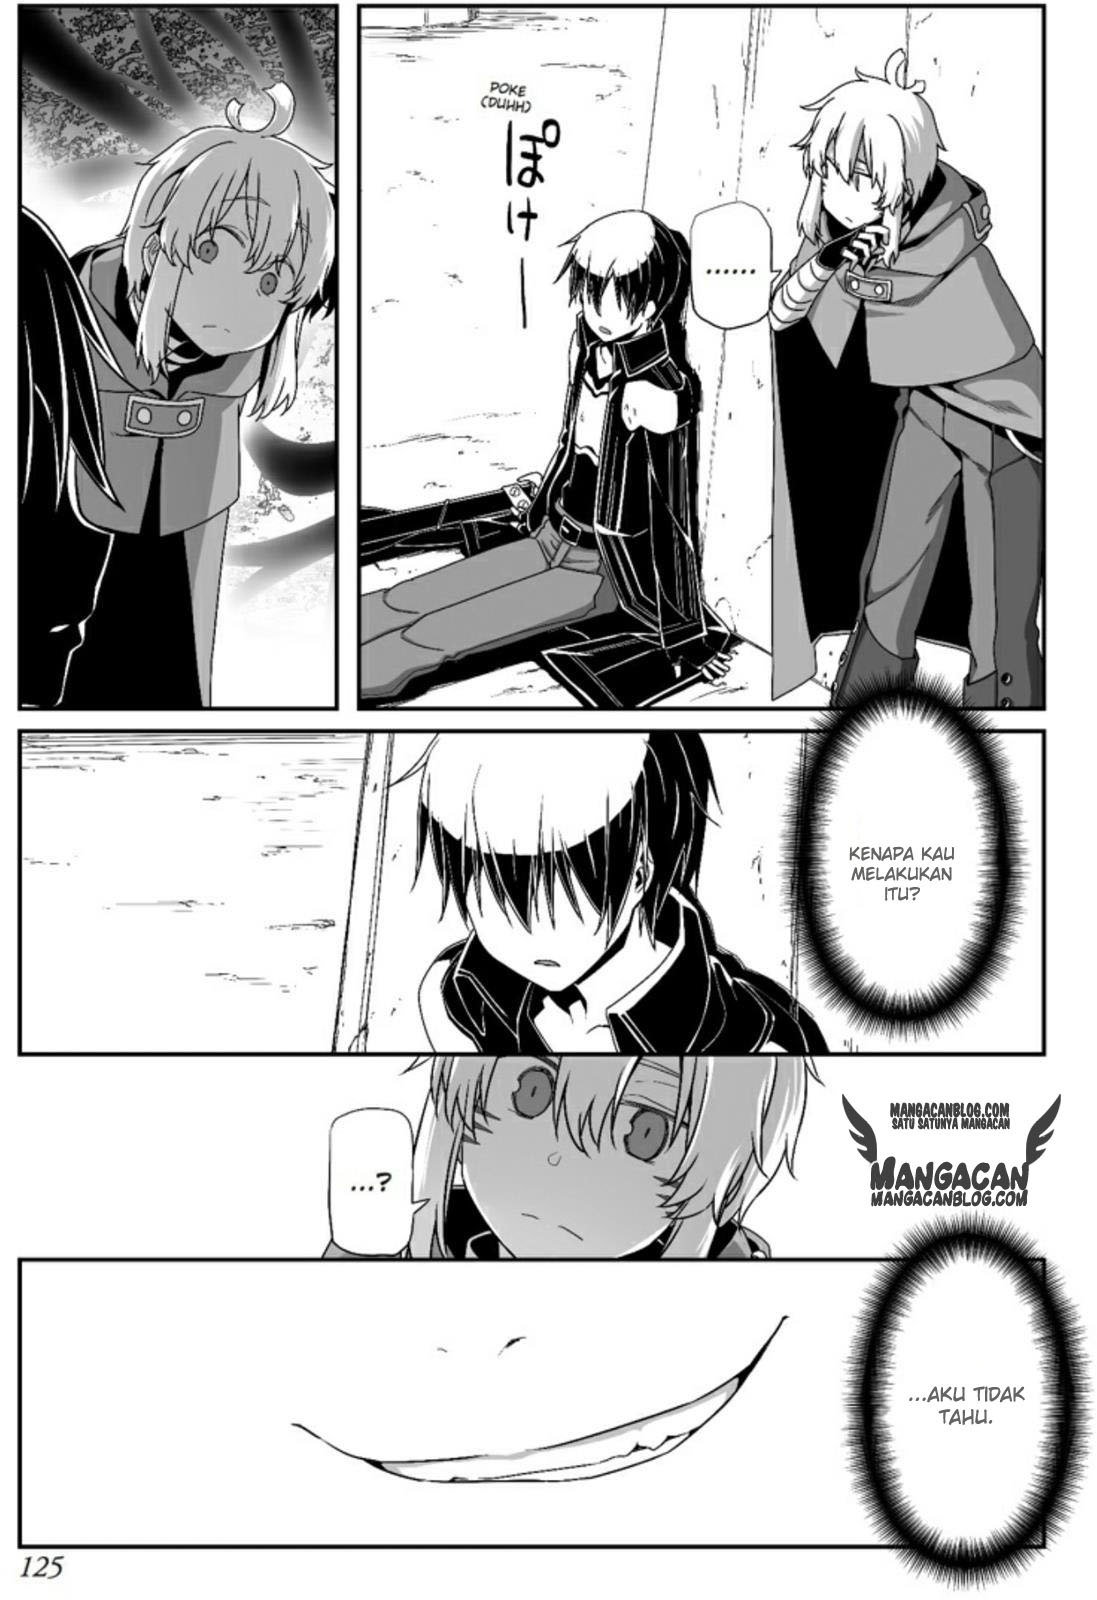 POKE
(DUHH)
ぽけー
......
KENAPA KAU
MELAKUKAN
ITU?
...?
MANGACANBLOG.COM
SATU SATUNYA MANGACAN
MANGACAN
MANGACANBLOG.COM
...AKU TIDAK
TAHU.
125